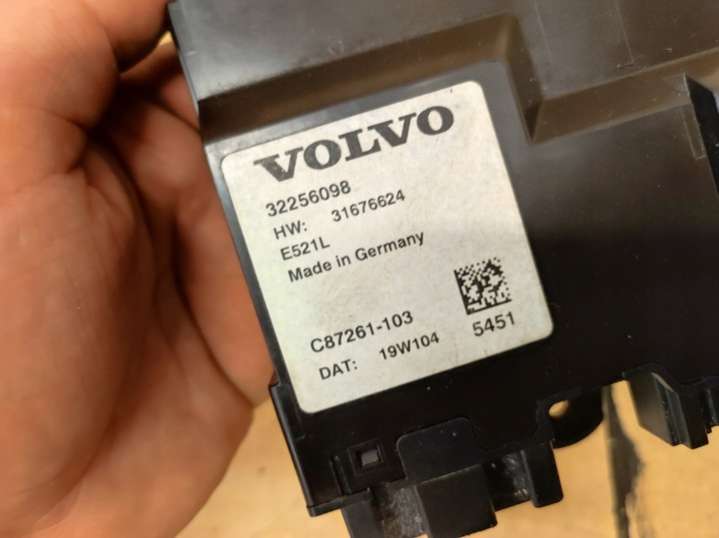 VOLVO
32256098
HW: 31676624
E521L
Made in Germany
C87261-103
DAT: 19W104
5451